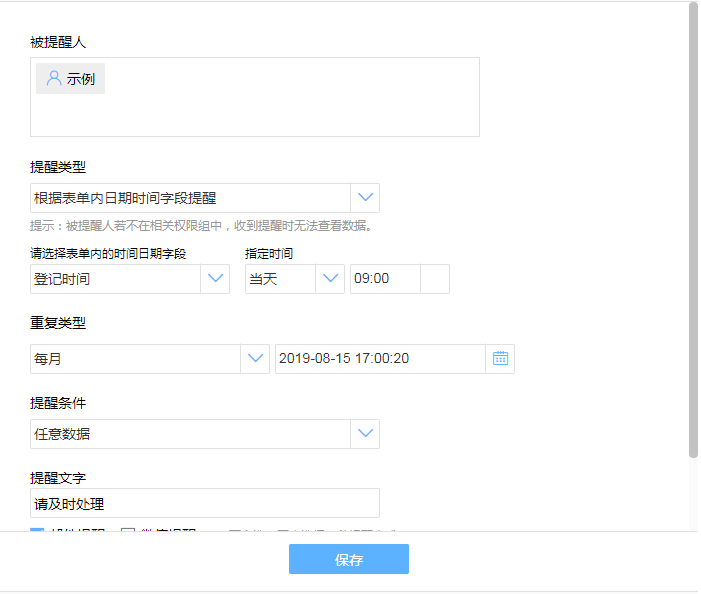 被提醒人
示例
提醒类型
根据表单内日期时间字段提醒
提示：被提醒人若不在相关权限组中，收到提醒时无法查看数据。
请选择表单内的时间日期字段 指定时间
登记时间 当天 09:00
重复类型
每月 2019-08-15 17:00:20
提醒条件
任意数据
提醒文字
请及时处理
保存